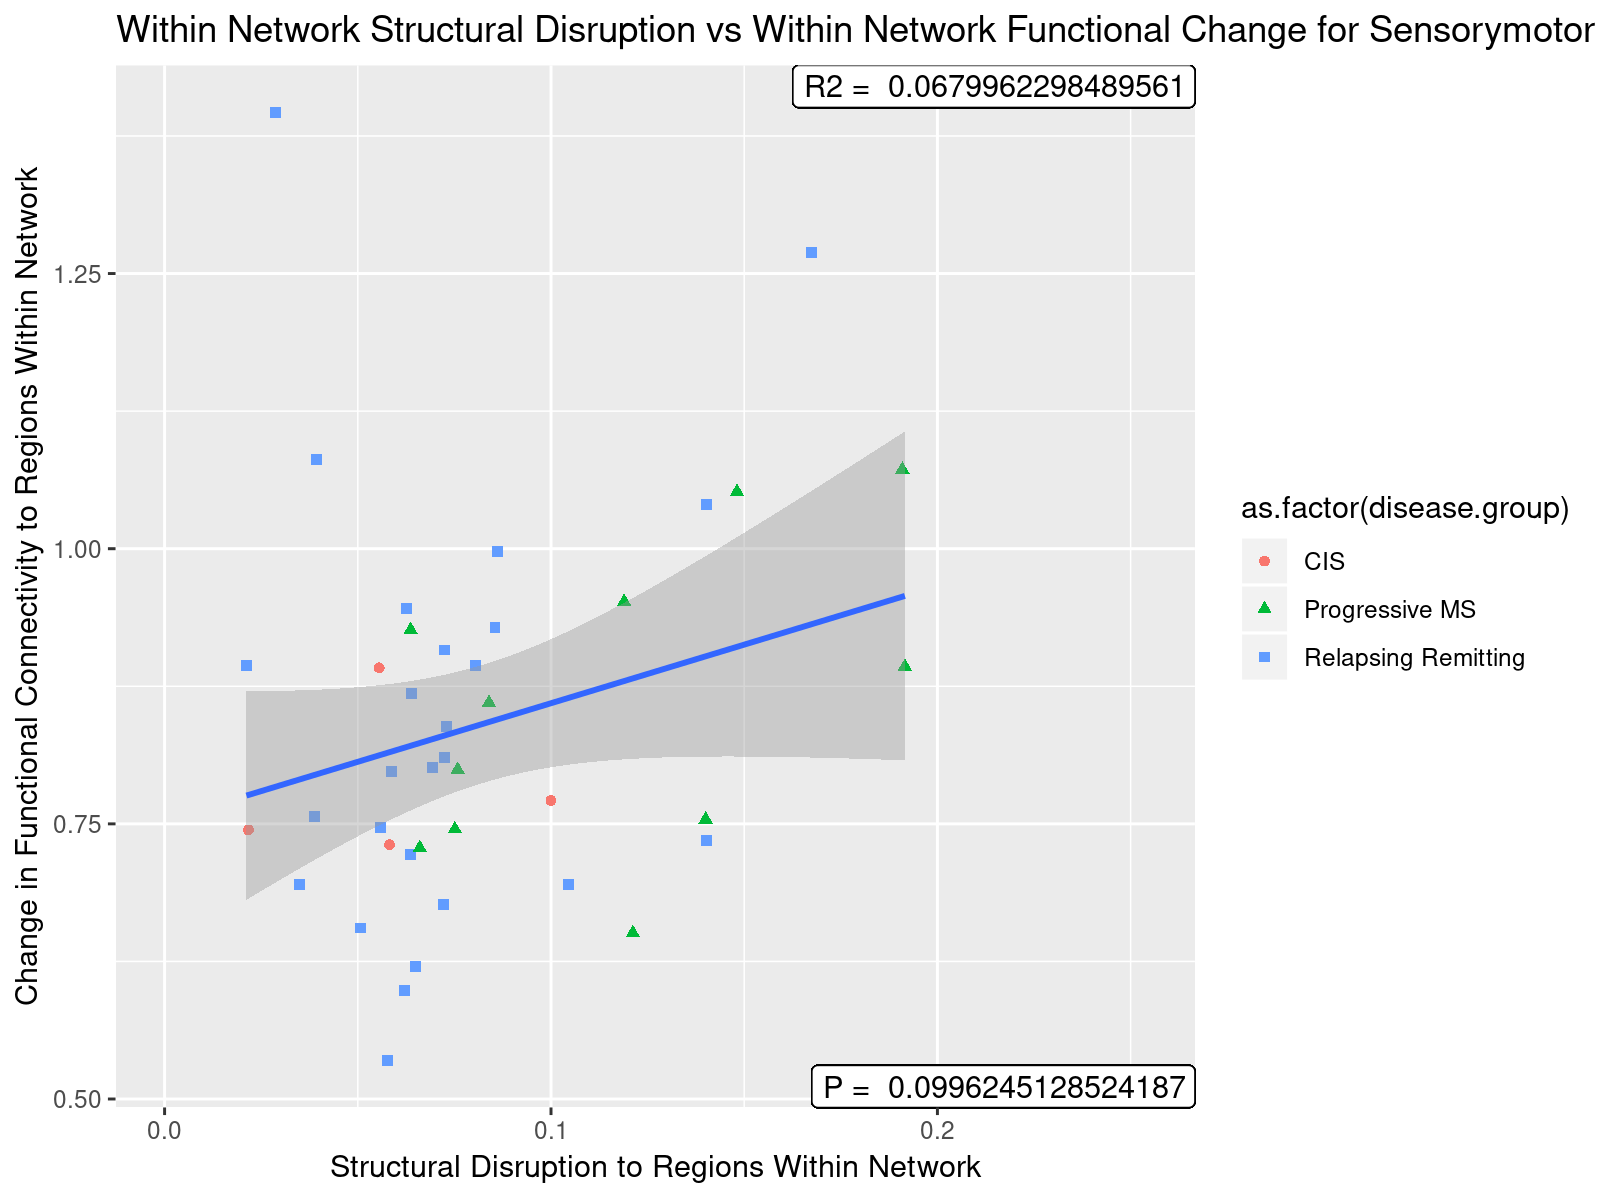 Within Network Structural Disruption vs Within Network Functional Change for Sensorymotor
R2 =  0.0679962298489561
Change in Functional Connectivity to Regions Within Network
1.25
1.00
0.75
0.50
as.factor(disease.group)
CIS
Progressive MS
Relapsing Remitting
P =  0.0996245128524187
0.0
0.1
0.2
Structural Disruption to Regions Within Network